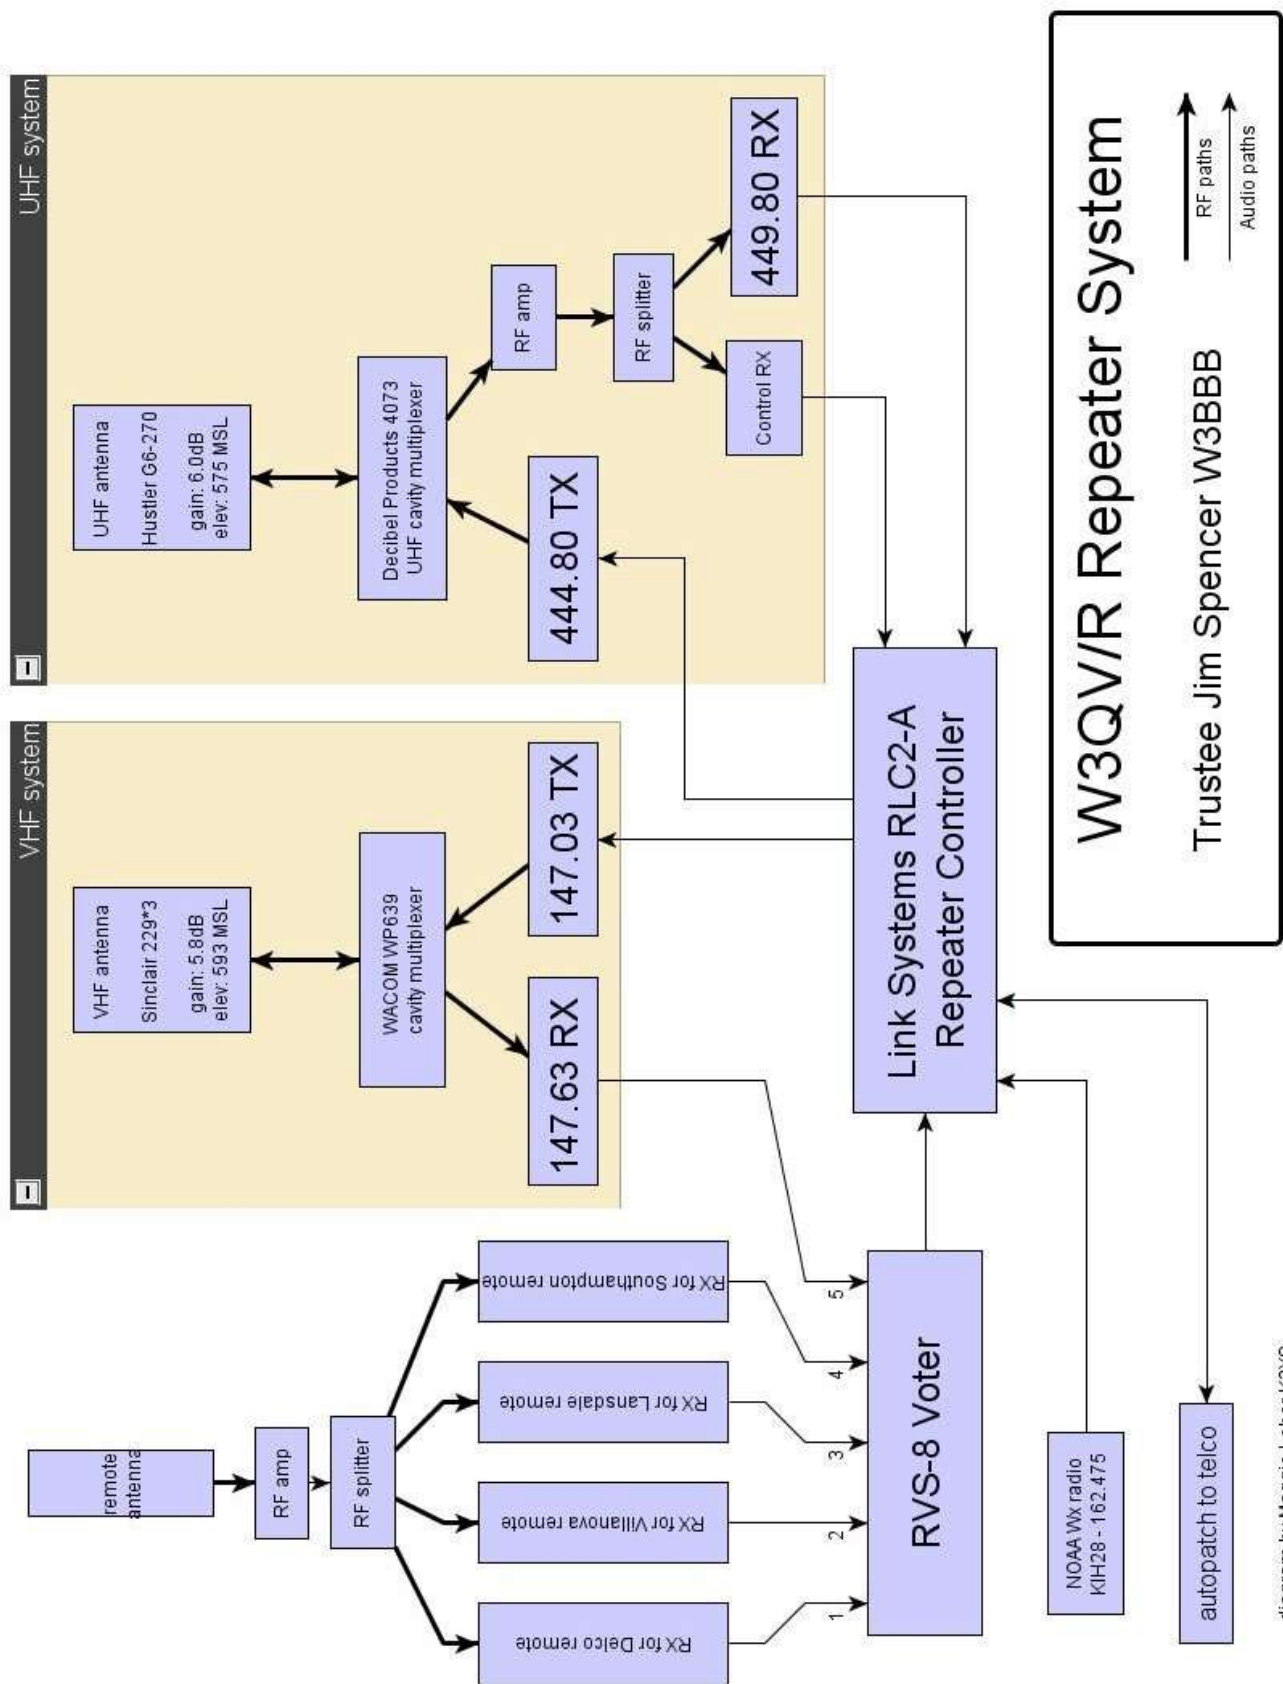 VHF system
UHF system
remote
antenna
RF amp
RF splitter
RX for Delco remote
RX for Villanova remote
RX for Lansdale remote
RX for Southampton remote
VHF antenna
Sinclair 229*3
gain: 5.8dB
elev: 593 MSL
WACOM WP639
cavity multiplexer
147.63 RX
147.03 TX
UHF antenna
Hustler G6-270
gain: 6.0dB
elev: 575 MSL
Decibel Products 4073
UHF cavity multiplexer
RF amp
RF splitter
444.80 TX
Control RX
449.80 RX
1
2
3
4
5
RVS-8 Voter
Link Systems RLC2-A
Repeater Controller
NOAA Wx radio
KIH28 - 162.475
autopatch to telco
W3QV/R Repeater System
Trustee Jim Spencer W3BBB
RF paths
Audio paths
diagram by